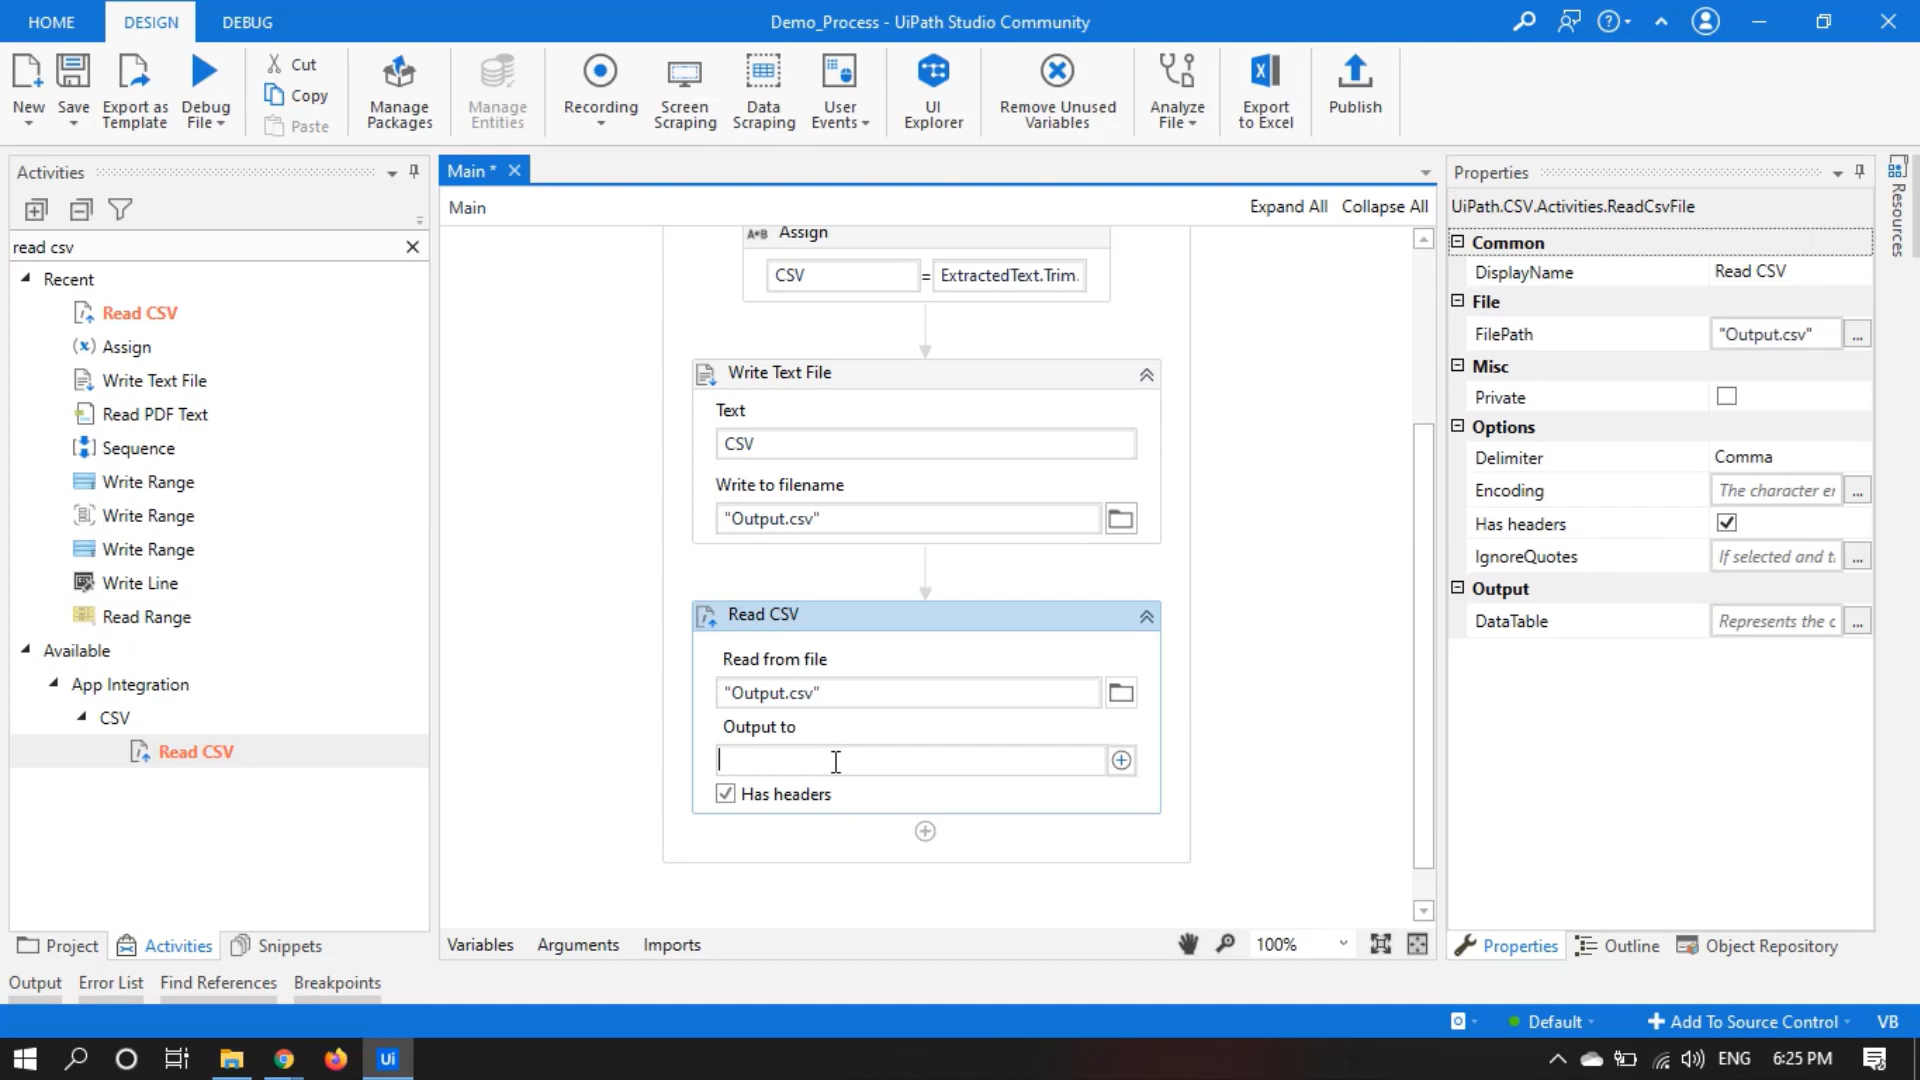 HOME DESIGN DEBUG
Demo_Process - UiPath Studio Community
New Save Export as Template Debug File
Cut
Copy
Paste
Manage Packages Manage Entities Recording Screen Scraping Data Scraping User Events UI Explorer Remove Unused Variables Analyze File Export to Excel Publish
Activities
read csv
Recent
Read CSV
Assign
Write Text File
Read PDF Text
Sequence
Write Range
Write Range
Write Range
Write Line
Read Range
Available
App Integration
CSV
Read CSV
Project Activities Snippets
Main *
Main Expand All Collapse All
A+B Assign
CSV = ExtractedText.Trim.
Write Text File
Text
CSV
Write to filename
"Output.csv"
Read CSV
Read from file
"Output.csv"
Output to
Has headers
Variables Arguments Imports 100%
Properties
UiPath.CSV.Activities.ReadCsvFile
Common
DisplayName Read CSV
File
FilePath "Output.csv" ...
Misc
Private
Options
Delimiter Comma
Encoding The character er ...
Has headers
IgnoreQuotes If selected and t ...
Output
DataTable Represents the c ...
Properties Outline Object Repository
Resources
Output Error List Find References Breakpoints
Default Add To Source Control VB
Ui ENG 6:25 PM